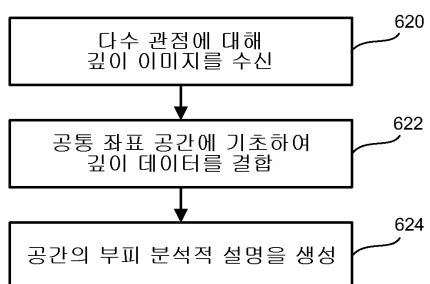 다수 관점에 대해
깊이 이미지를 수신
620
공통 좌표 공간에 기초하여
깊이 데이터를 결합
622
공간의 부피 분석적 설명을 생성
624